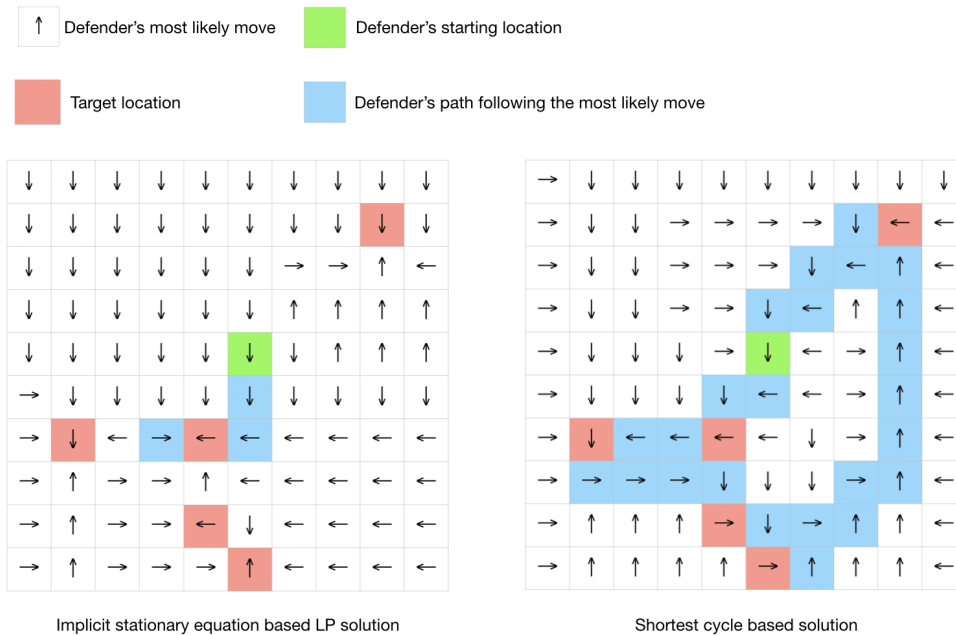 Defender's most likely move
Defender's starting location
Target location
Defender's path following the most likely move
Implicit stationary equation based LP solution
Shortest cycle based solution